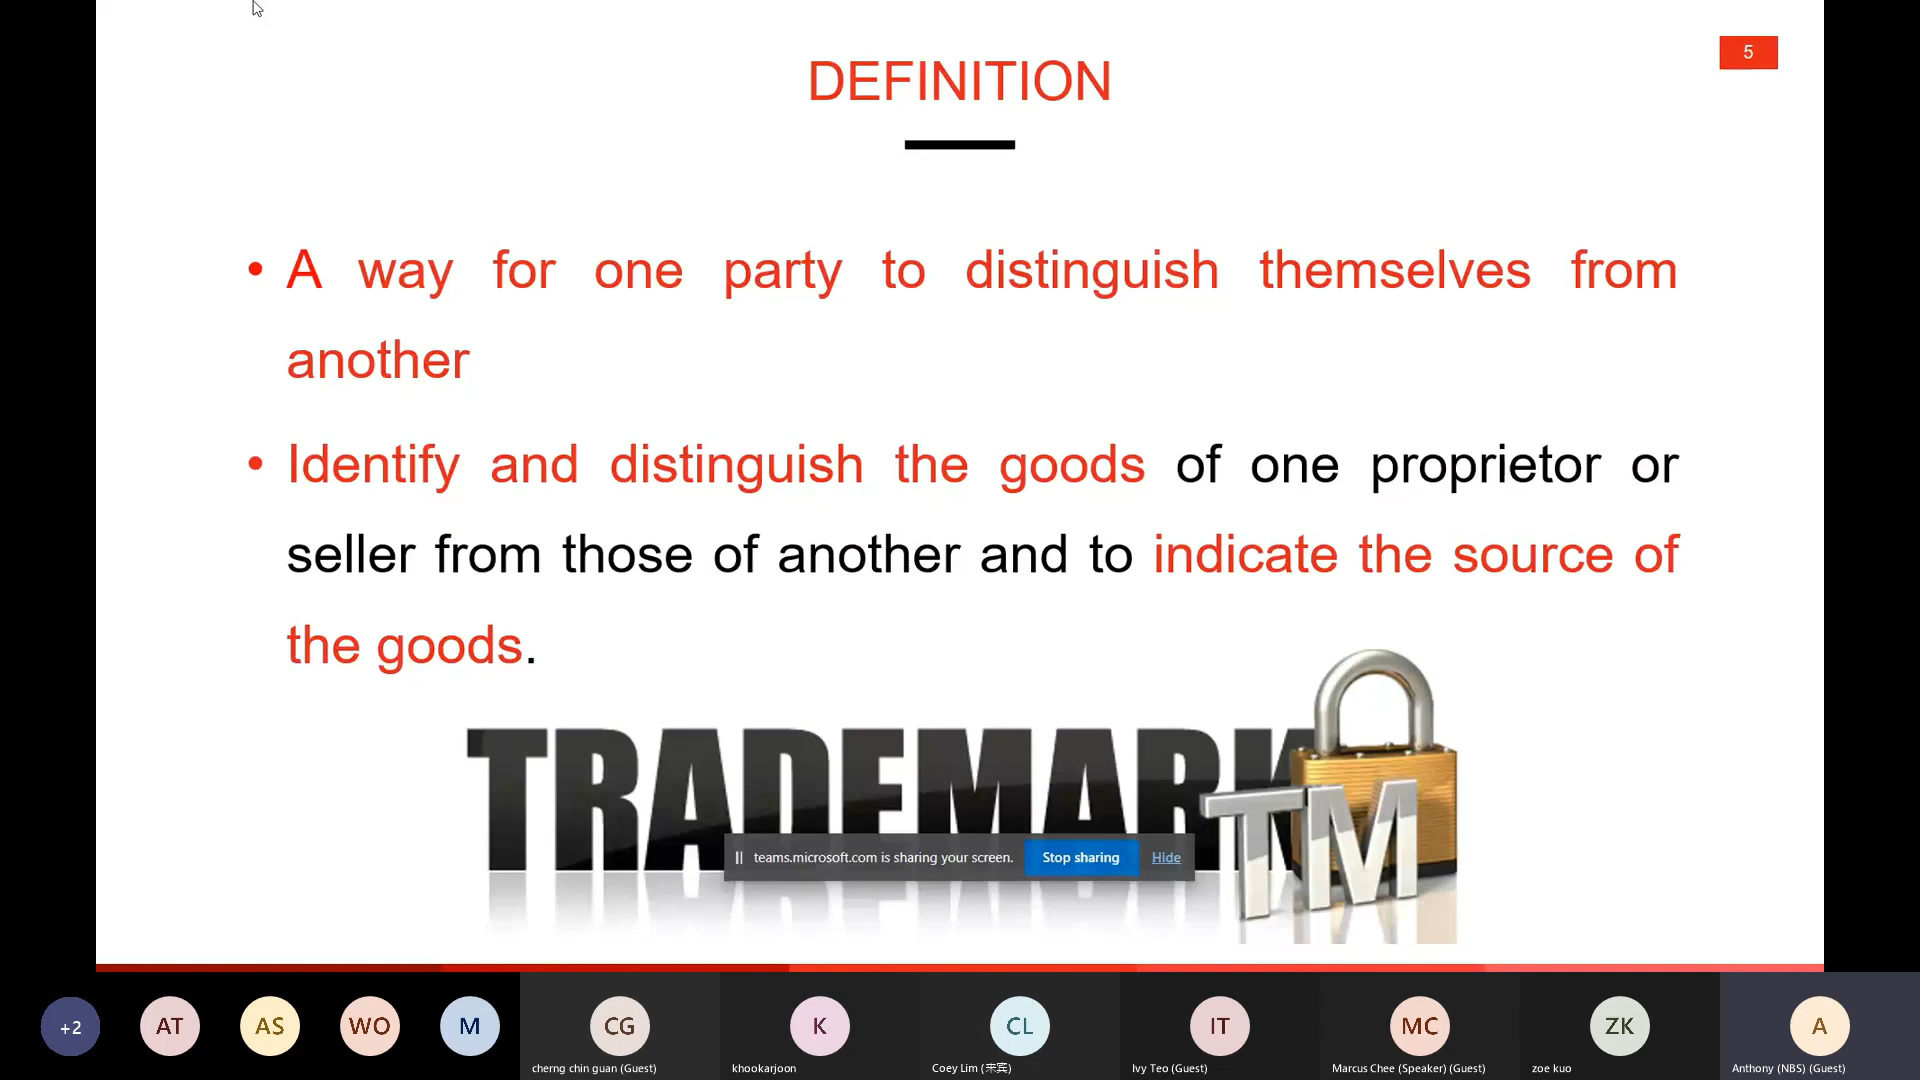 5
DEFINITION
• A way for one party to distinguish themselves from
another
• Identify and distinguish the goods of one proprietor or
seller from those of another and to indicate the source of
the goods.
TRADEMARK
TM
teams.microsoft.com is sharing your screen. Stop sharing Hide
+2 AT AS WO M CG K CL IT MC ZK A
cherng chin guan (Guest) khookarjoon Coey Lim (来宾) Ivy Teo (Guest) Marcus Chee (Speaker) (Guest) zoe kuo Anthony (NBS) (Guest)